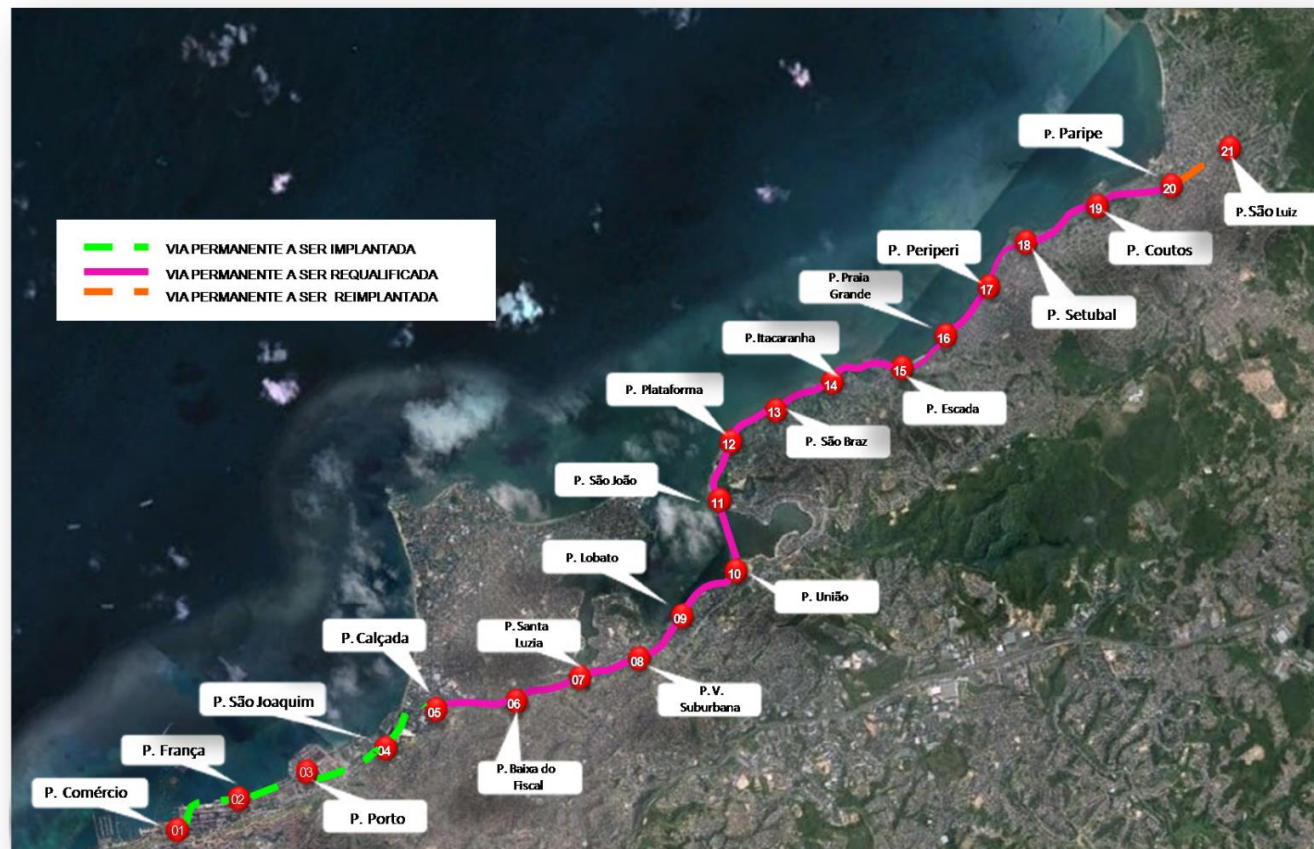 VIA PERMANENTE A SER IMPLANTADA
VIA PERMANENTE A SER REQUALIFICADA
VIA PERMANENTE A SER REIMPLANTADA
P. Paripe
21
20
P. São Luiz
19
P. Coutos
18
P. Periperi
P. Setubal
17
P. Praia
Grande
16
P. Itacaranha
15
14
P. Escada
P. Plataforma
13
P. São Braz
12
P. São João
11
P. Lobato
10
P. União
09
P. Santa
Luzia
P. Calçada
08
P. V.
Suburbana
07
06
P. Baixa do
Fiscal
05
P. São Joaquim
04
P. França
03
P. Porto
02
P. Comércio
01